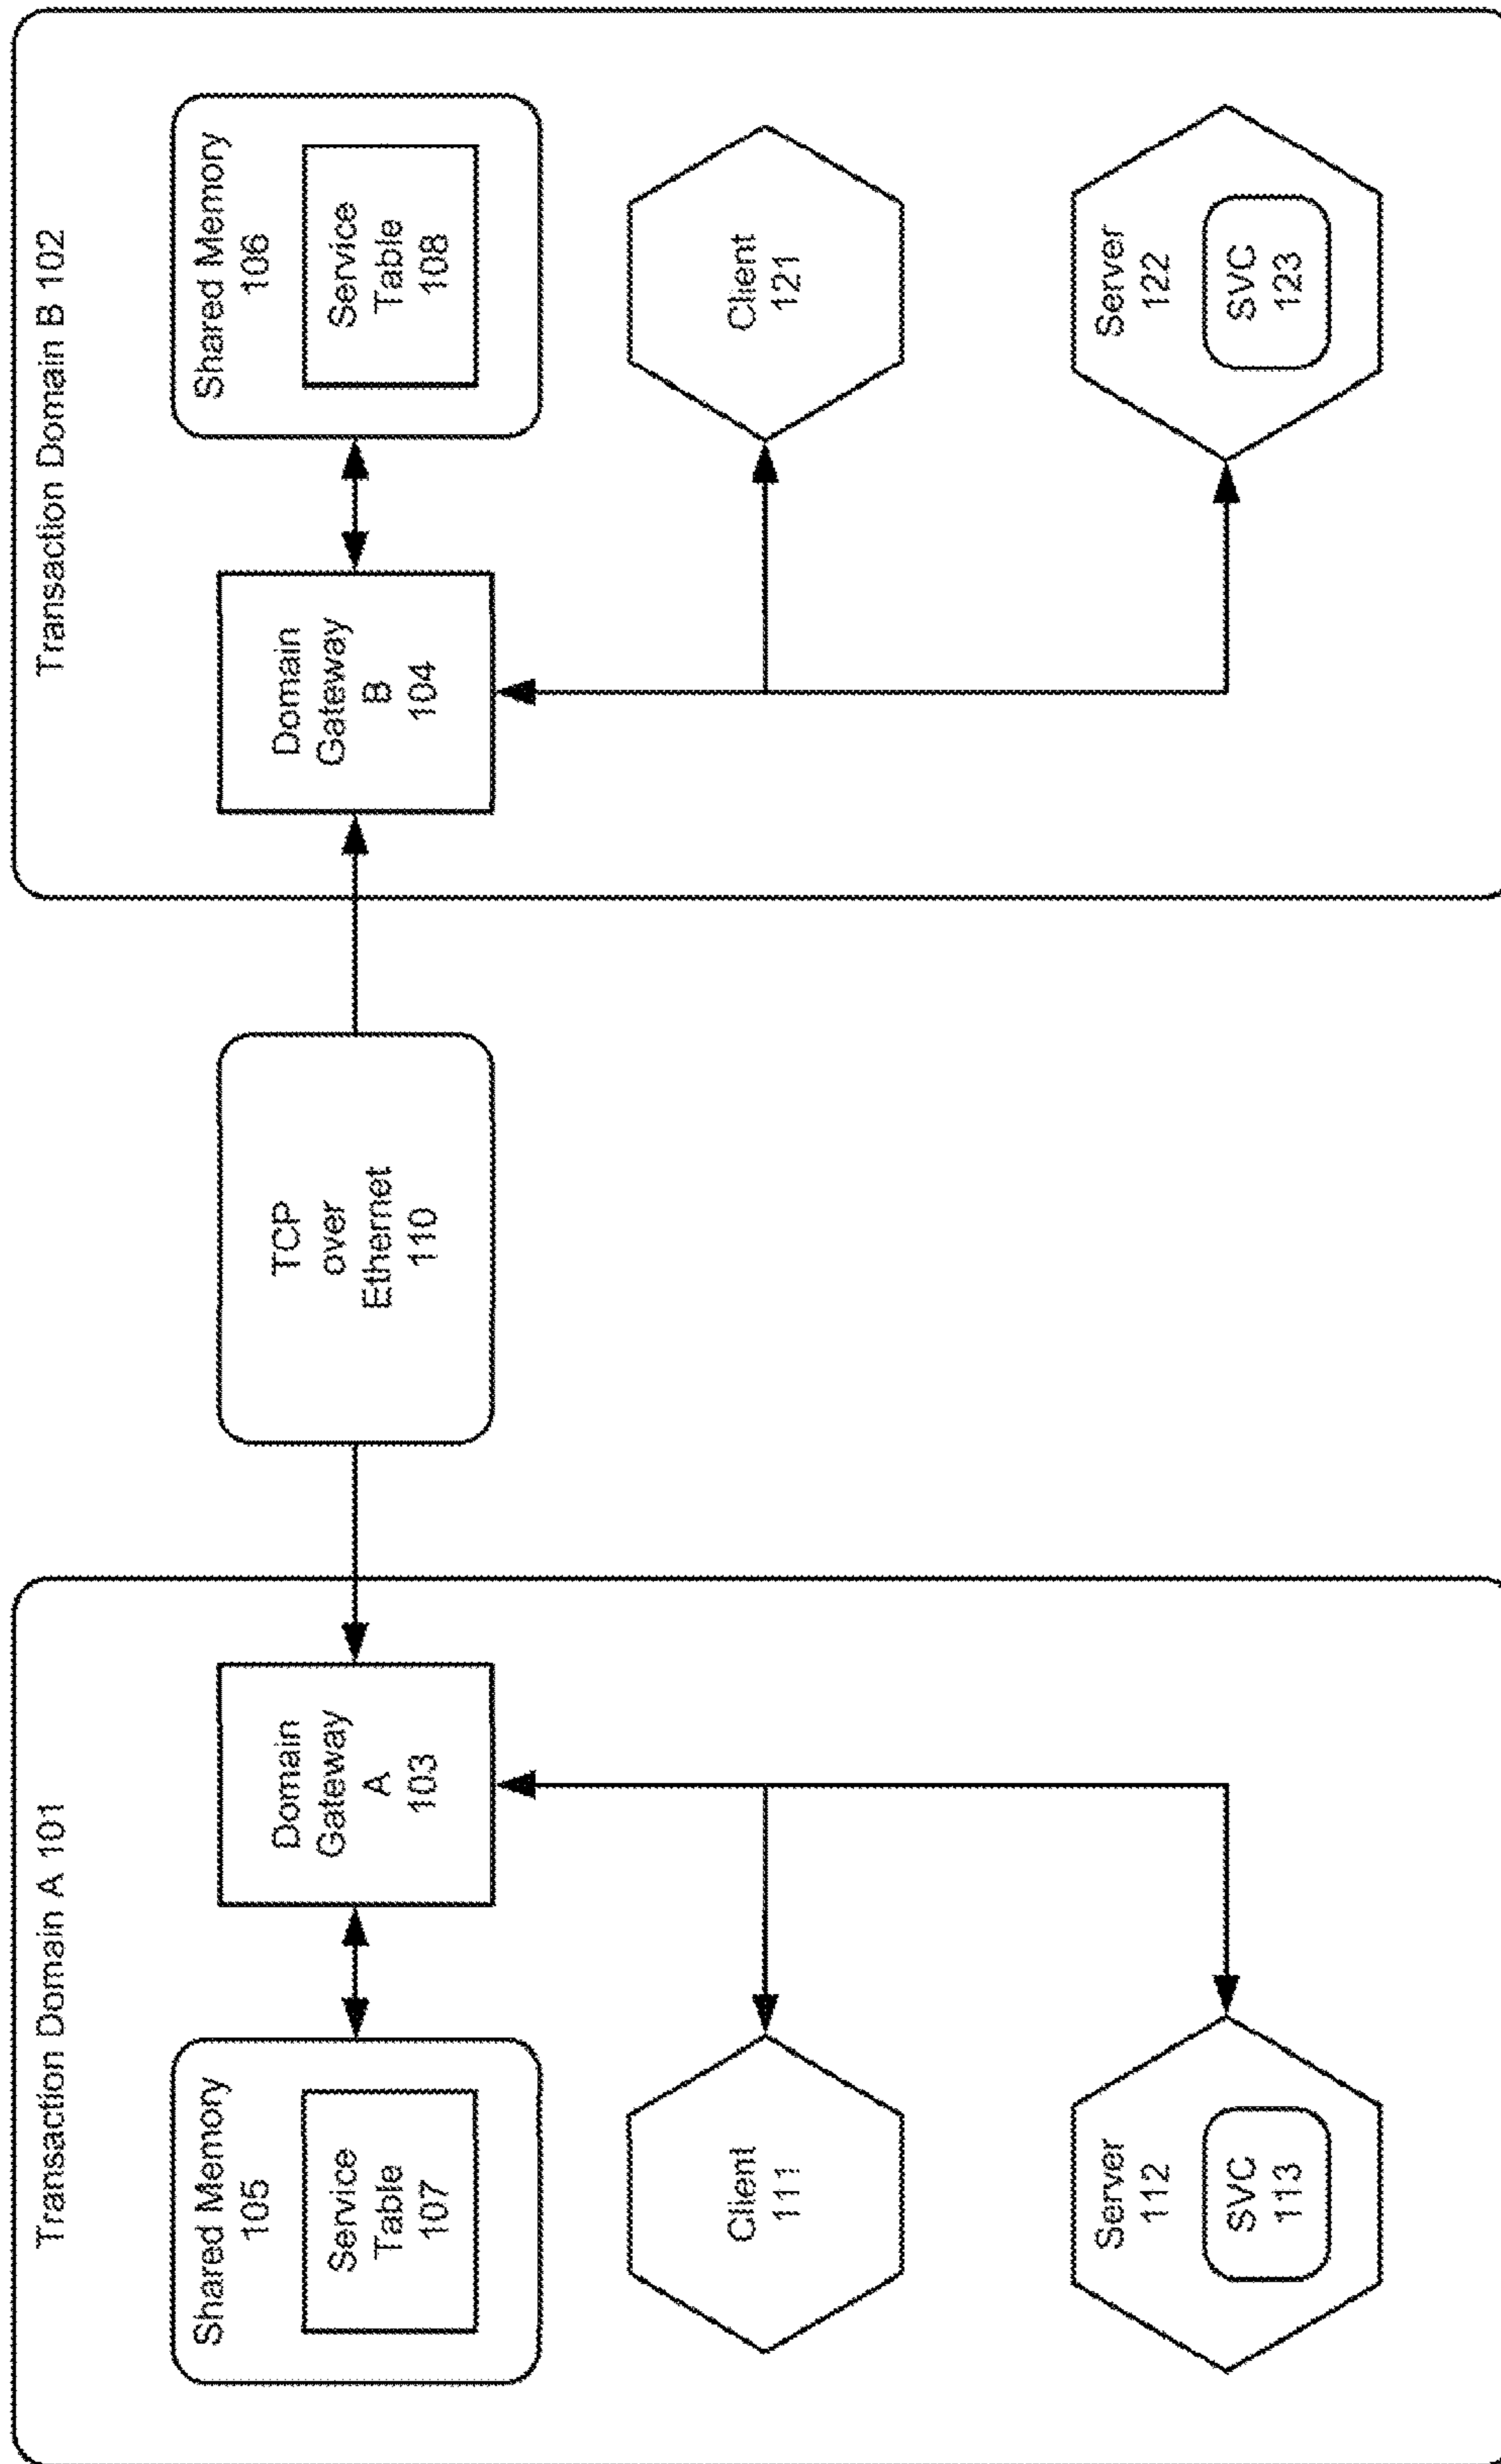 Transaction Domain A 101
Shared Memory
105
Service
Table
107
Domain
Gateway
A
103
Client
111
Server
112
SVC
113
TCP
over
Ethernet
110
Transaction Domain B 102
Domain
Gateway
B
104
Shared Memory
106
Service
Table
108
Client
121
Server
122
SVC
123